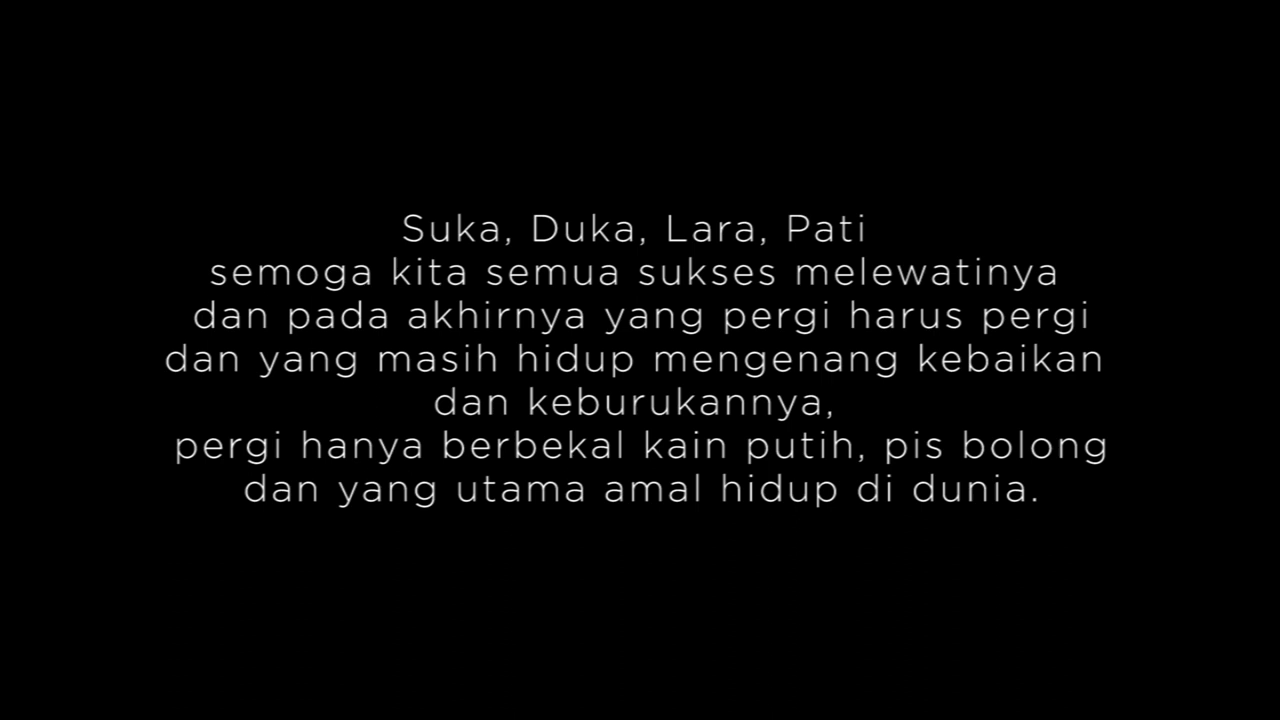 Suka, Duka, Lara, Pati
semoga kita semua sukses melewatinya
dan pada akhirnya yang pergi harus pergi
dan yang masih hidup mengenang kebaikan
dan keburukannya,
pergi hanya berbekal kain putih, pis bolong
dan yang utama amal hidup di dunia.